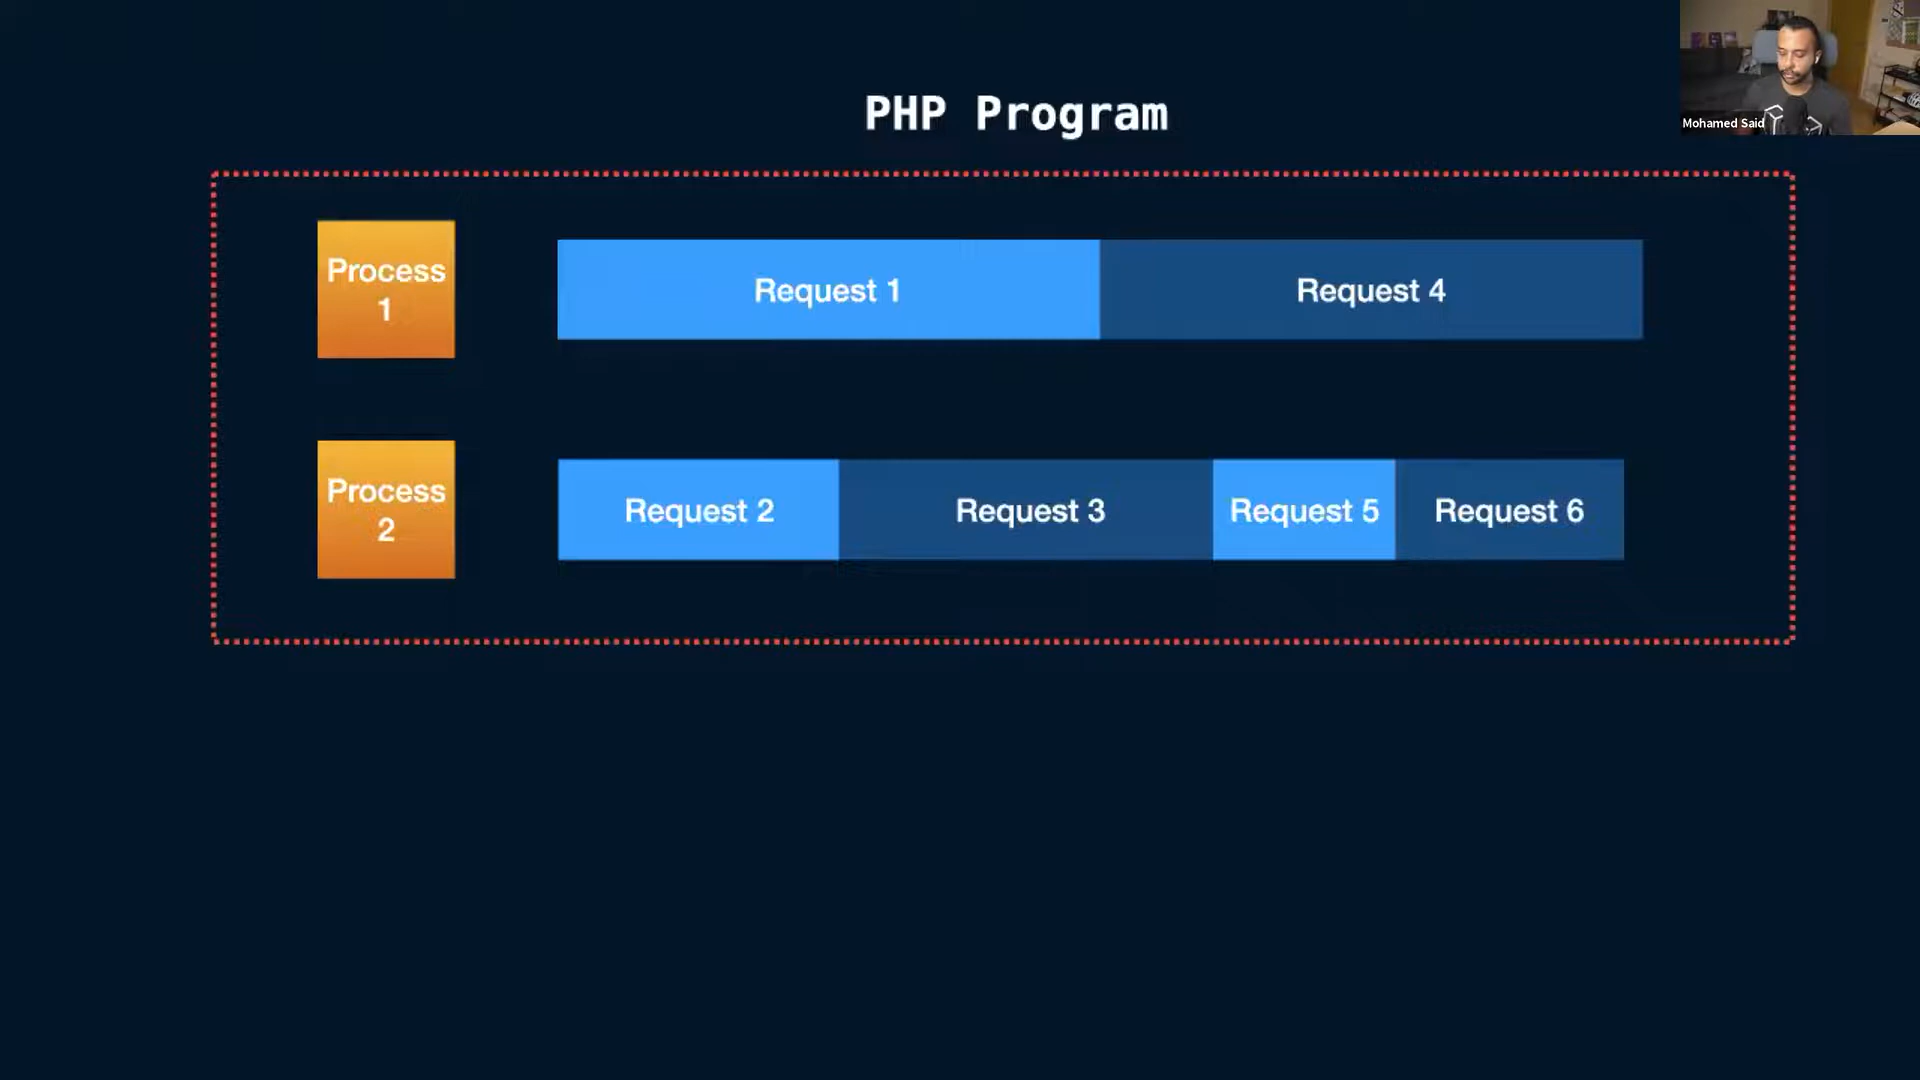 PHP Program
Mohamed Said
Process
1
Request 1
Request 4
Process
2
Request 2
Request 3
Request 5
Request 6